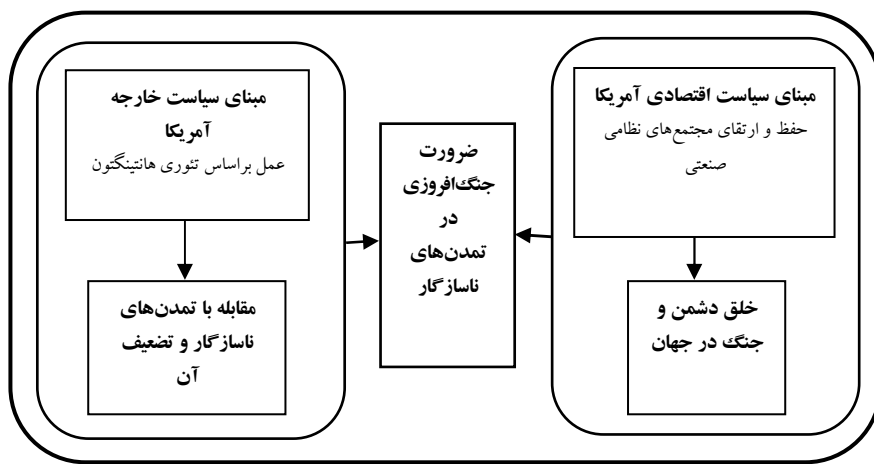 مبنای سیاست اقتصادی آمریکا
حفظ و ارتقای مجتمع‌های نظامی
صنعتی
خلق دشمن و
جنگ در جهان
ضرورت
جنگ‌افروزی
در
تمدن‌های
ناسازگار
مبنای سیاست خارجه
آمریکا
عمل براساس تئوری هانتینگتون
مقابله با تمدن‌های
ناسازگار و تضعیف
آن